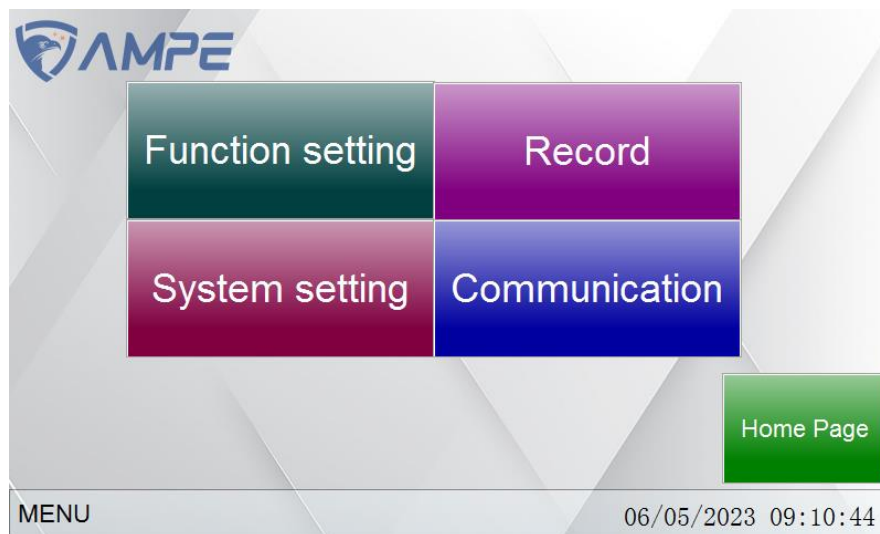 AMPE
Function setting
Record
System setting
Communication
Home Page
MENU
06/05/2023 09:10:44